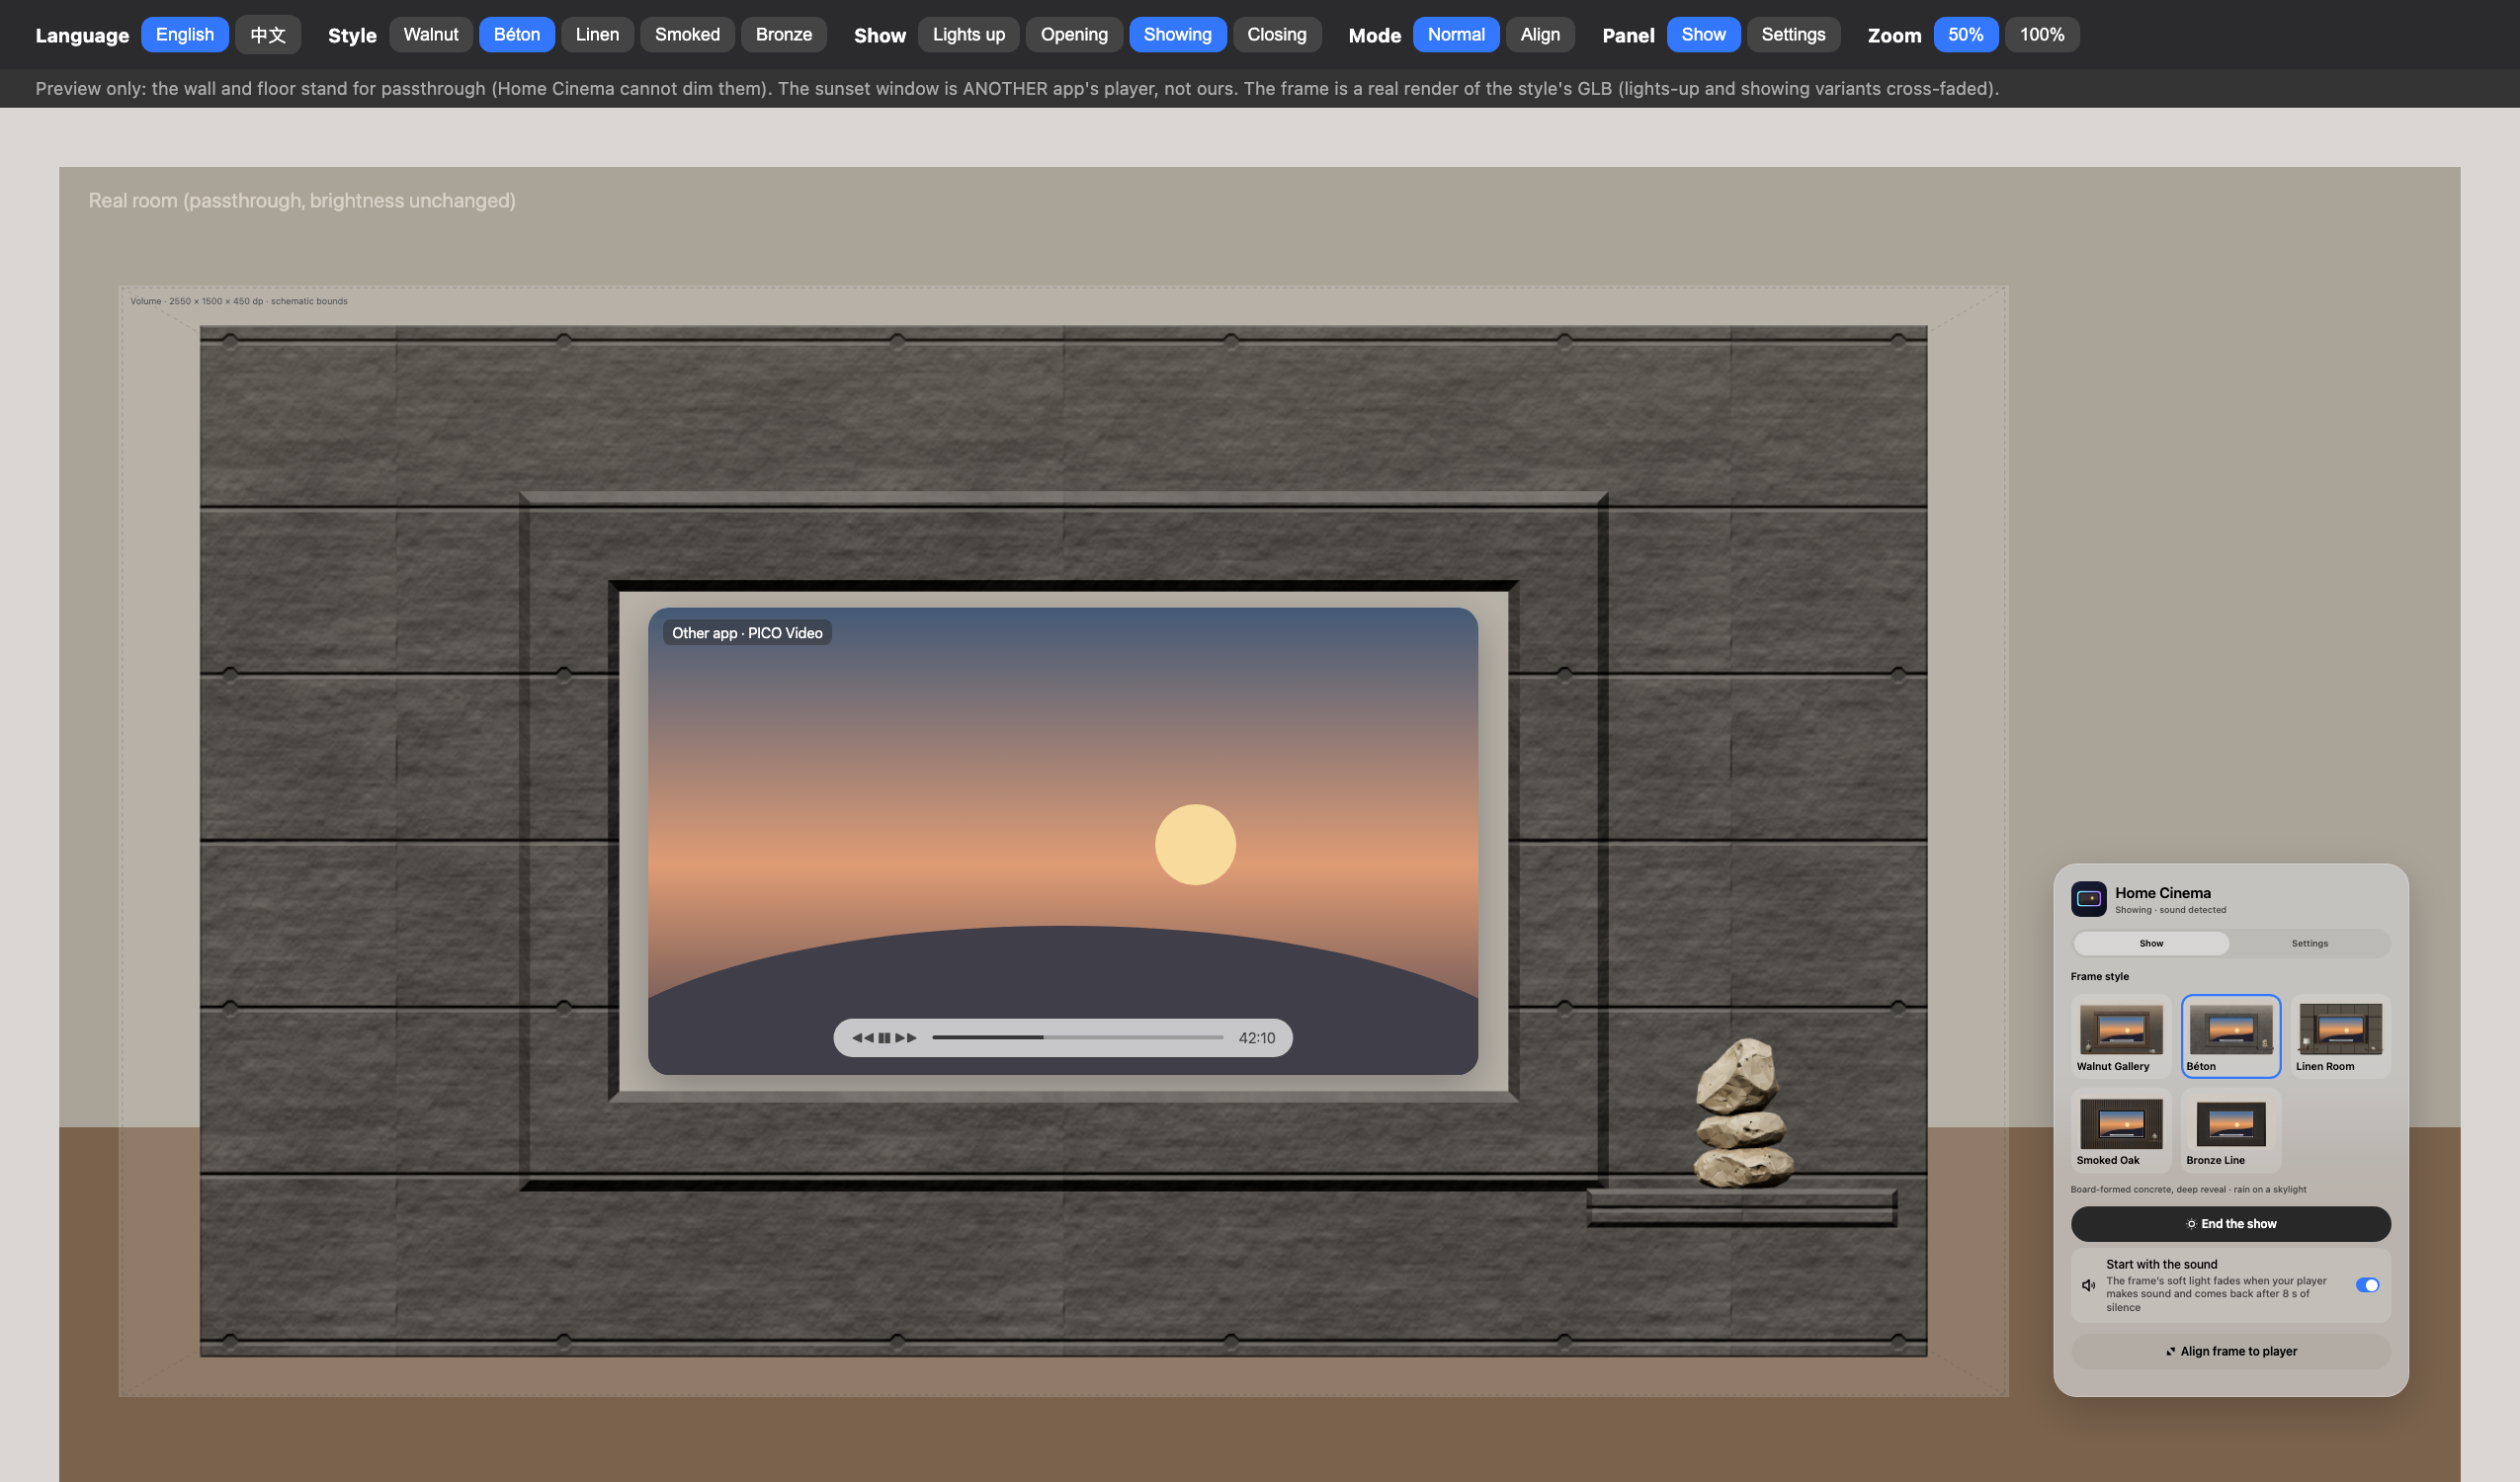 Language English 中文 Style Walnut Béton Linen Smoked Bronze Show Lights up Opening Showing Closing Mode Normal Align Panel Show Settings Zoom 50% 100%
Preview only: the wall and floor stand for passthrough (Home Cinema cannot dim them). The sunset window is ANOTHER app's player, not ours. The frame is a real render of the style's GLB (lights-up and showing variants cross-faded).
Real room (passthrough, brightness unchanged)
Volume · 2550 × 1500 × 450 dp · schematic bounds
Other app · PICO Video
42:10
Home Cinema
Showing · sound detected
Show Settings
Frame style
Walnut Gallery Béton Linen Room
Smoked Oak Bronze Line
Board-formed concrete, deep reveal · rain on a skylight
End the show
Start with the sound
The frame's soft light fades when your player
makes sound and comes back after 8 s of
silence
Align frame to player